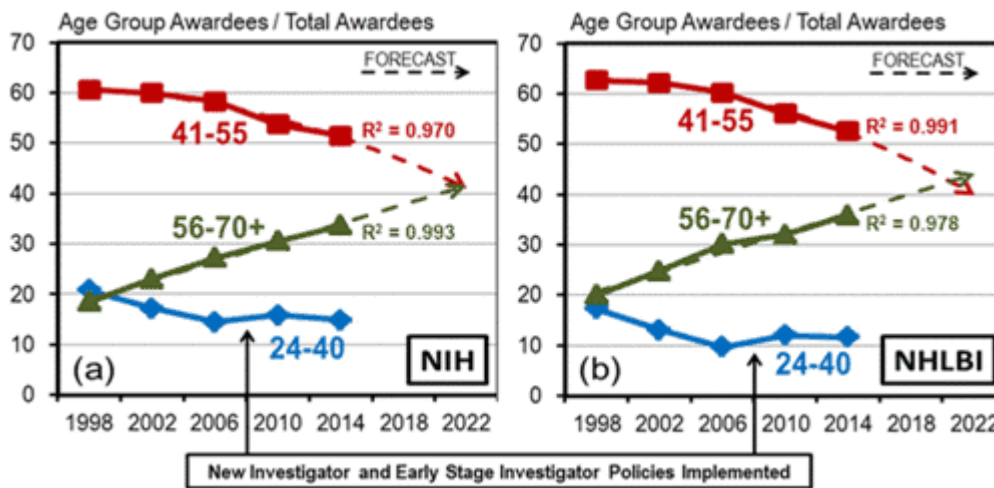 Age Group Awardees / Total Awardees
70
60
50
40
30
20
10
0
FORECAST
41-55
R² = 0.970
56-70+
R² = 0.993
24-40
(a)
NIH
1998 2002 2006 2010 2014 2018 2022
Age Group Awardees / Total Awardees
70
60
50
40
30
20
10
0
FORECAST
41-55
R² = 0.991
56-70+
R² = 0.978
24-40
(b)
NHLBI
1998 2002 2006 2010 2014 2018 2022
New Investigator and Early Stage Investigator Policies Implemented